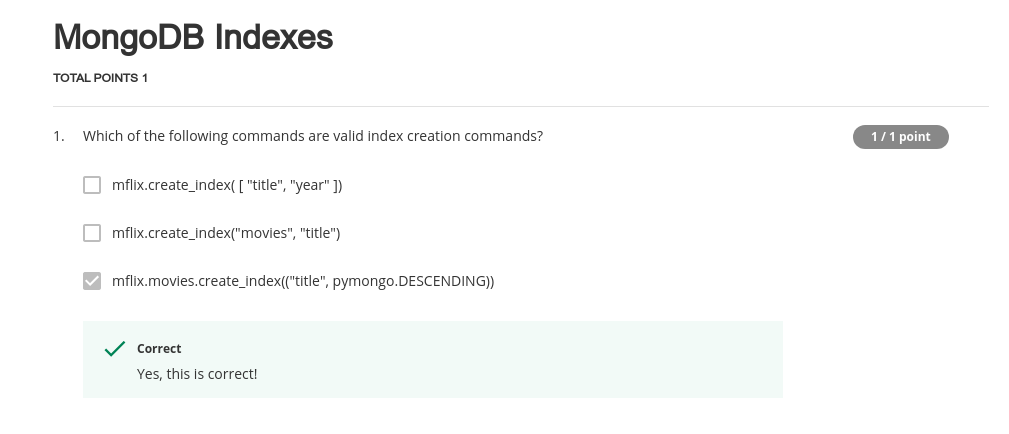 MongoDB Indexes
TOTAL POINTS 1
1. Which of the following commands are valid index creation commands?
1 / 1 point
mflix.create_index( [ "title", "year" ])
mflix.create_index("movies", "title")
mflix.movies.create_index(("title", pymongo.DESCENDING))
Correct
Yes, this is correct!